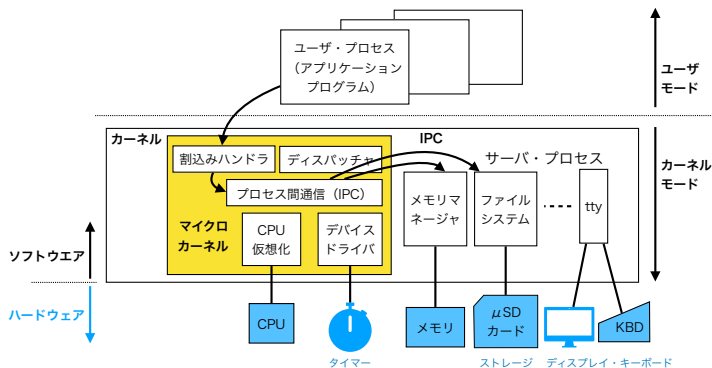 ユーザ・プロセス
（アプリケーション
プログラム）
ユーザ
モード
カーネル
IPC
カーネル
モード
割込みハンドラ
ディスパッチャ
サーバ・プロセス
プロセス間通信（IPC）
メモリマ
ネージャ
ファイル
システム
tty
マイクロ
カーネル
CPU
仮想化
デバイス
ドライバ
ソフトウエア
ハードウェア
CPU
タイマー
メモリ
μSD
カード
ストレージ
KBD
ディスプレイ・キーボード